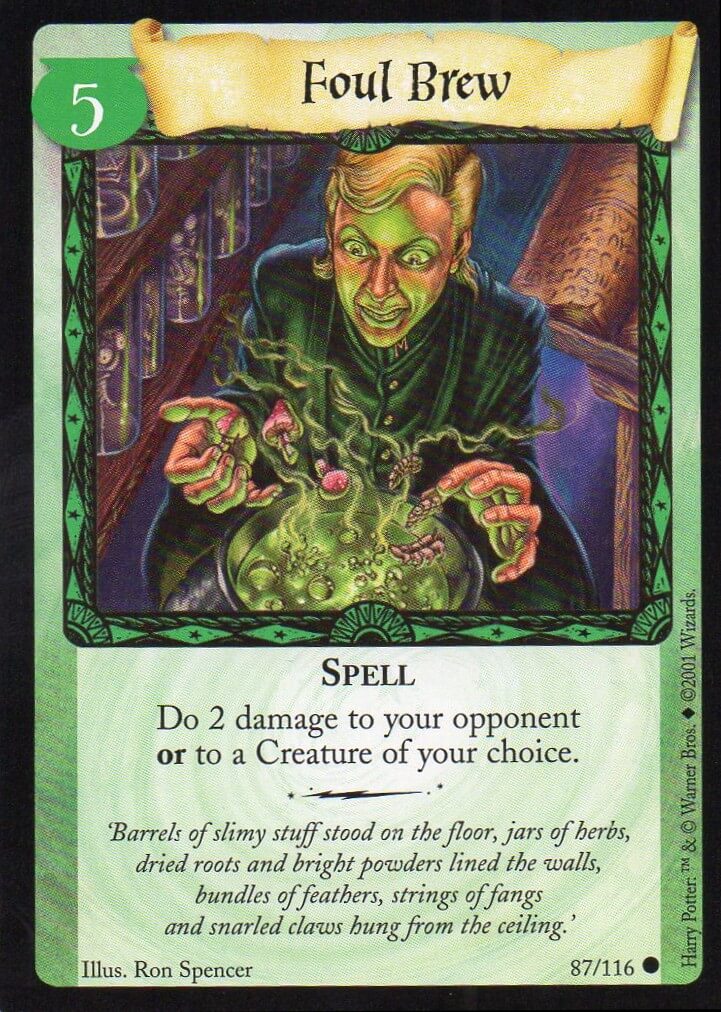 5
Foul Brew
M
SPELL
Do 2 damage to your opponent
or to a Creature of your choice.
‘Barrels of slimy stuff stood on the floor, jars of herbs,
dried roots and bright powders lined the walls,
bundles of feathers, strings of fangs
and snarled claws hung from the ceiling.’
Illus. Ron Spencer
87/116 ●
Harry Potter: ™ & © Warner Bros. ◆ ©2001 Wizards.